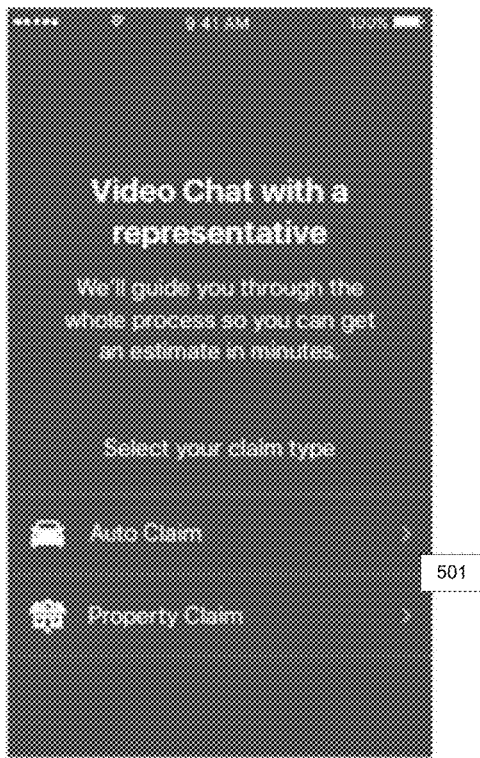 9:41 AM 100%
Video Chat with a
representative
We'll guide you through the
whole process so you can get
an estimate in minutes.
Select your claim type
Auto Claim
501
Property Claim